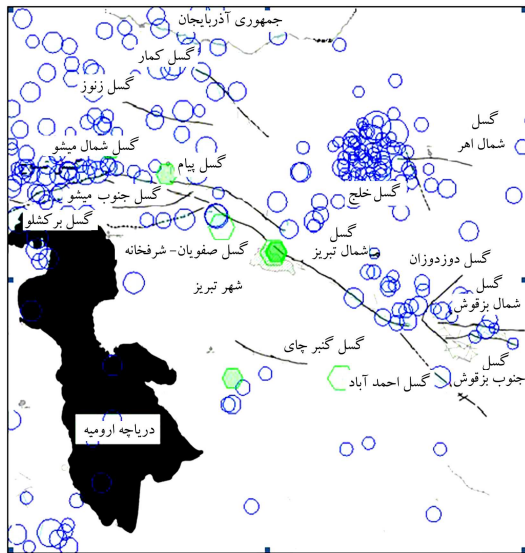 جمهوری آذربایجان
گسل کمار
گسل زنوز
گسل
شمال اهر
گسل شمال میشو
گسل پیام
گسل خلج
گسل جنوب میشو
گسل برکشلو
گسل صفویان- شرفخانه
گسل
شمال تبریز
گسل دوزدوزان
شهر تبریز
گسل
شمال بزقوش
گسل گنبر چای
گسل
جنوب بزقوش
گسل احمد آباد
دریاچه ارومیه